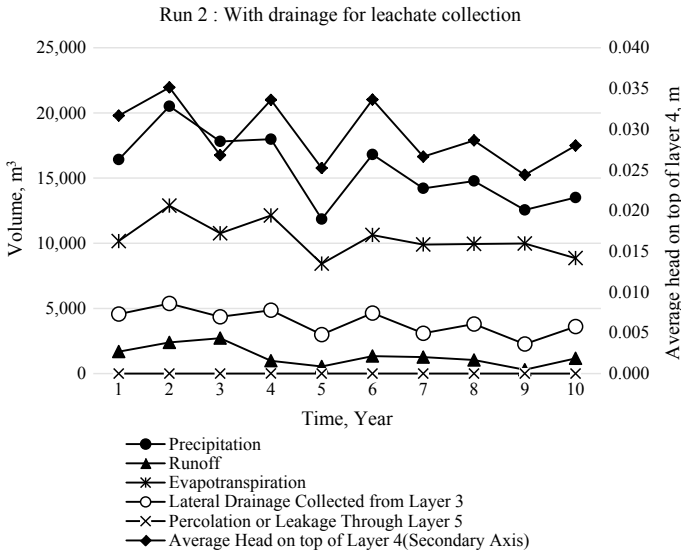 Run 2 : With drainage for leachate collection
25,000
20,000
15,000
10,000
5,000
0
Volume, m³
0.040
0.035
0.030
0.025
0.020
0.015
0.010
0.005
0.000
Average head on top of layer 4, m
1 2 3 4 5 6 7 8 9 10
Time, Year
Precipitation
Runoff
Evapotranspiration
Lateral Drainage Collected from Layer 3
Percolation or Leakage Through Layer 5
Average Head on top of Layer 4(Secondary Axis)